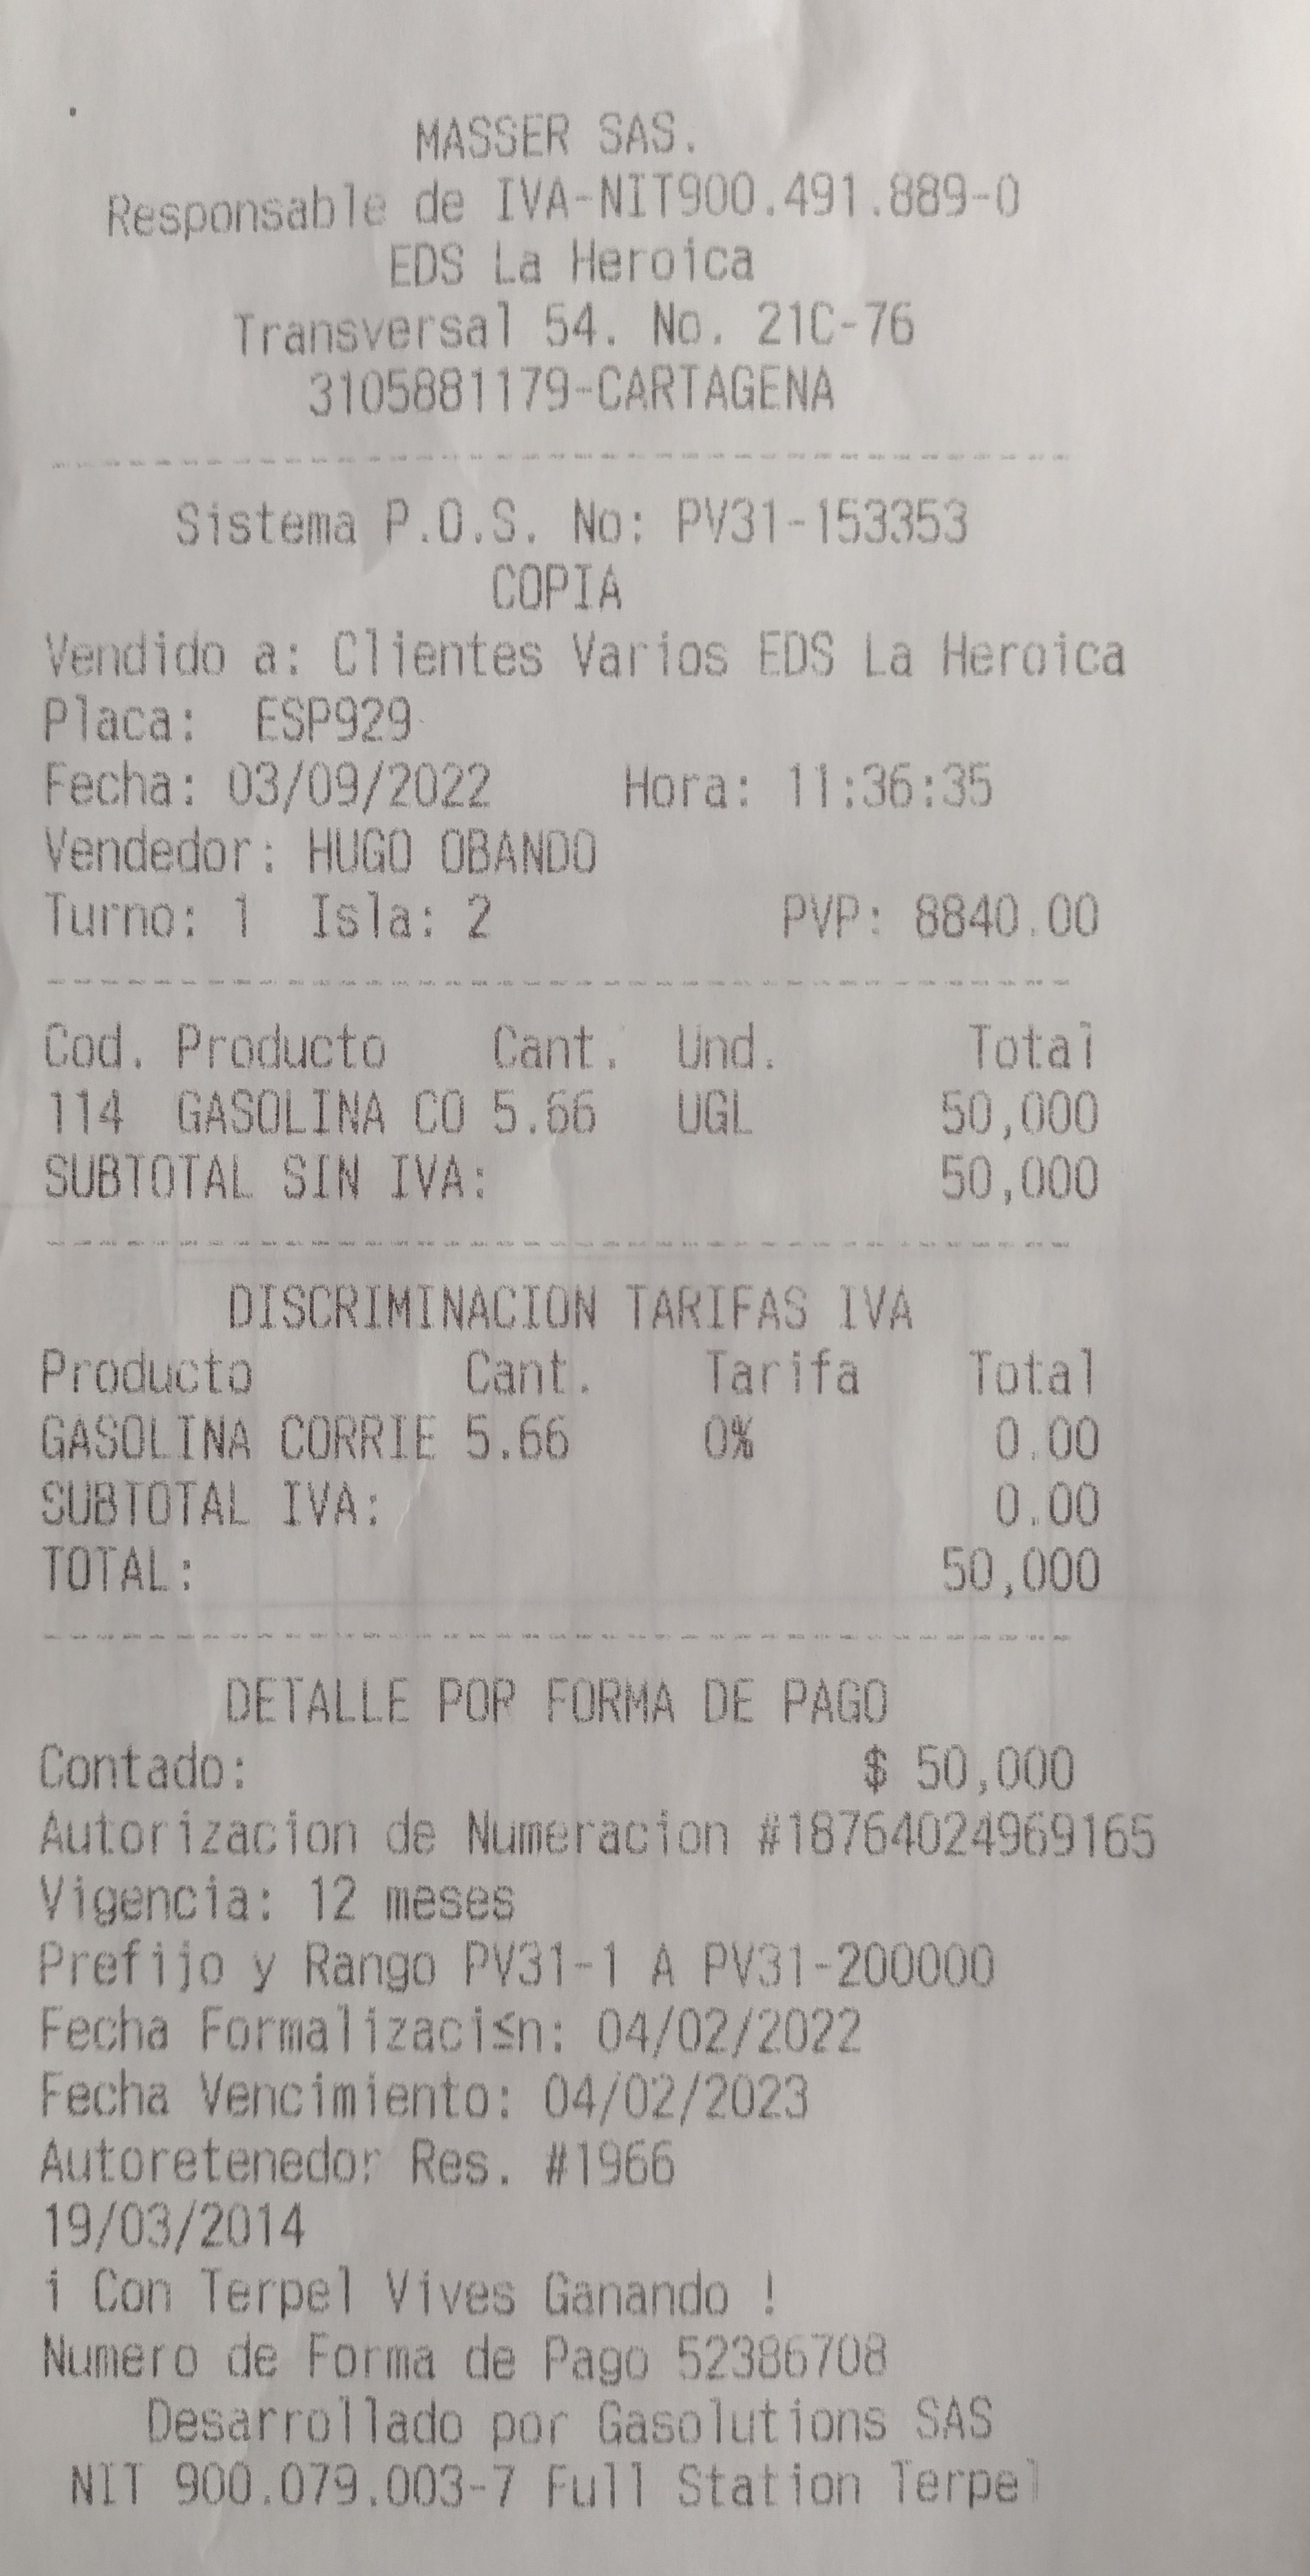 MASSER SAS.
Responsable de IVA-NIT900.491.889-0
EDS La Heroica
Transversal 54. No. 21C-76
3105881179-CARTAGENA
Sistema P.O.S. No: PV31-153353
COPIA
Vendido a: Clientes Varios EDS La Heroica
Placa: ESP929
Fecha: 03/09/2022 Hora: 11:36:35
Vendedor: HUGO OBANDO
Turno: 1 Isla: 2 PVP: 8840.00
Cod. Producto Cant. Und. Total
114 GASOLINA CO 5.66 UGL 50,000
SUBTOTAL SIN IVA: 50,000
DISCRIMINACION TARIFAS IVA
Producto Cant. Tarifa Total
GASOLINA CORRIE 5.66 0% 0.00
SUBTOTAL IVA: 0.00
TOTAL: 50,000
DETALLE POR FORMA DE PAGO
Contado: $ 50,000
Autorizacion de Numeracion #18764024969165
Vigencia: 12 meses
Prefijo y Rango PV31-1 A PV31-200000
Fecha Formalizaci≤n: 04/02/2022
Fecha Vencimiento: 04/02/2023
Autoretenedor Res. #1966
19/03/2014
¡ Con Terpel Vives Ganando !
Numero de Forma de Pago 52386708
Desarrollado por Gasolutions SAS
NIT 900.079.003-7 Full Station Terpel